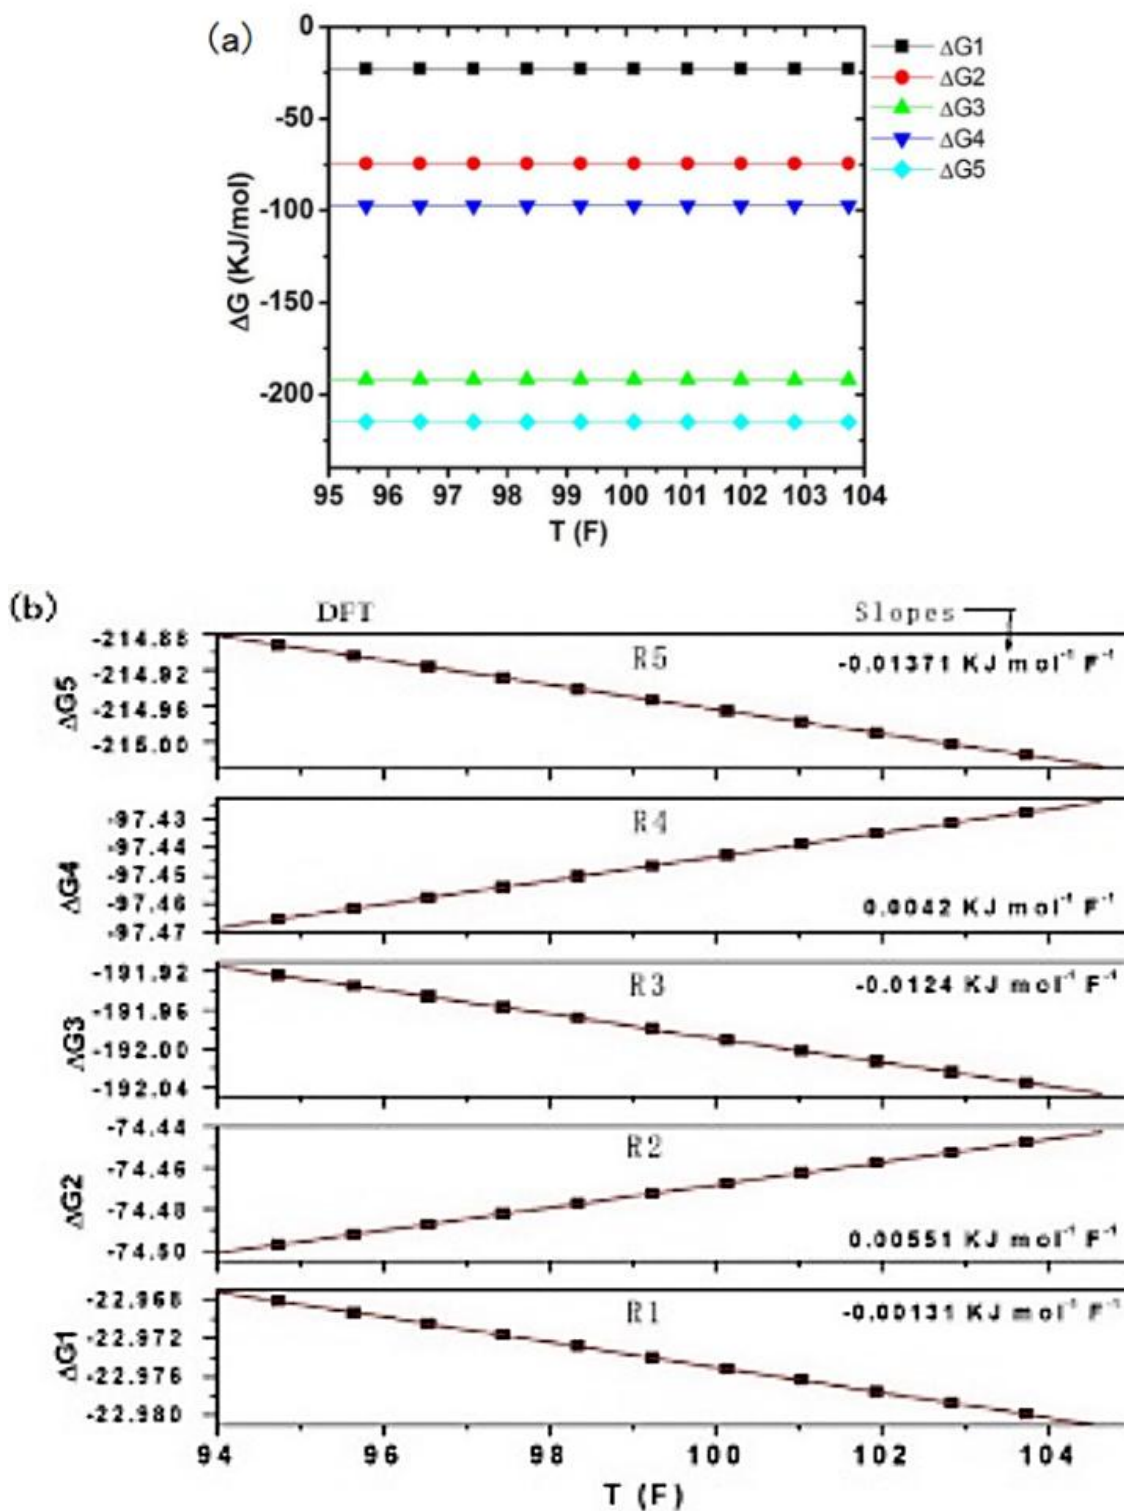 (a)
0
-50
-100
-150
-200
ΔG (KJ/mol)
95 96 97 98 99 100 101 102 103 104
T (F)
ΔG1
ΔG2
ΔG3
ΔG4
ΔG5
(b)
DFT
Slopes
ΔG5
-214.88
-214.92
-214.96
-215.00
R5
-0.01371 KJ mol⁻¹ F⁻¹
ΔG4
-97.43
-97.44
-97.45
-97.46
-97.47
R4
0.0042 KJ mol⁻¹ F⁻¹
ΔG3
-191.92
-191.96
-192.00
-192.04
R3
-0.0124 KJ mol⁻¹ F⁻¹
ΔG2
-74.44
-74.46
-74.48
-74.50
R2
0.00551 KJ mol⁻¹ F⁻¹
ΔG1
-22.968
-22.972
-22.976
-22.980
R1
-0.00131 KJ mol⁻¹ F⁻¹
94 96 98 100 102 104
T (F)